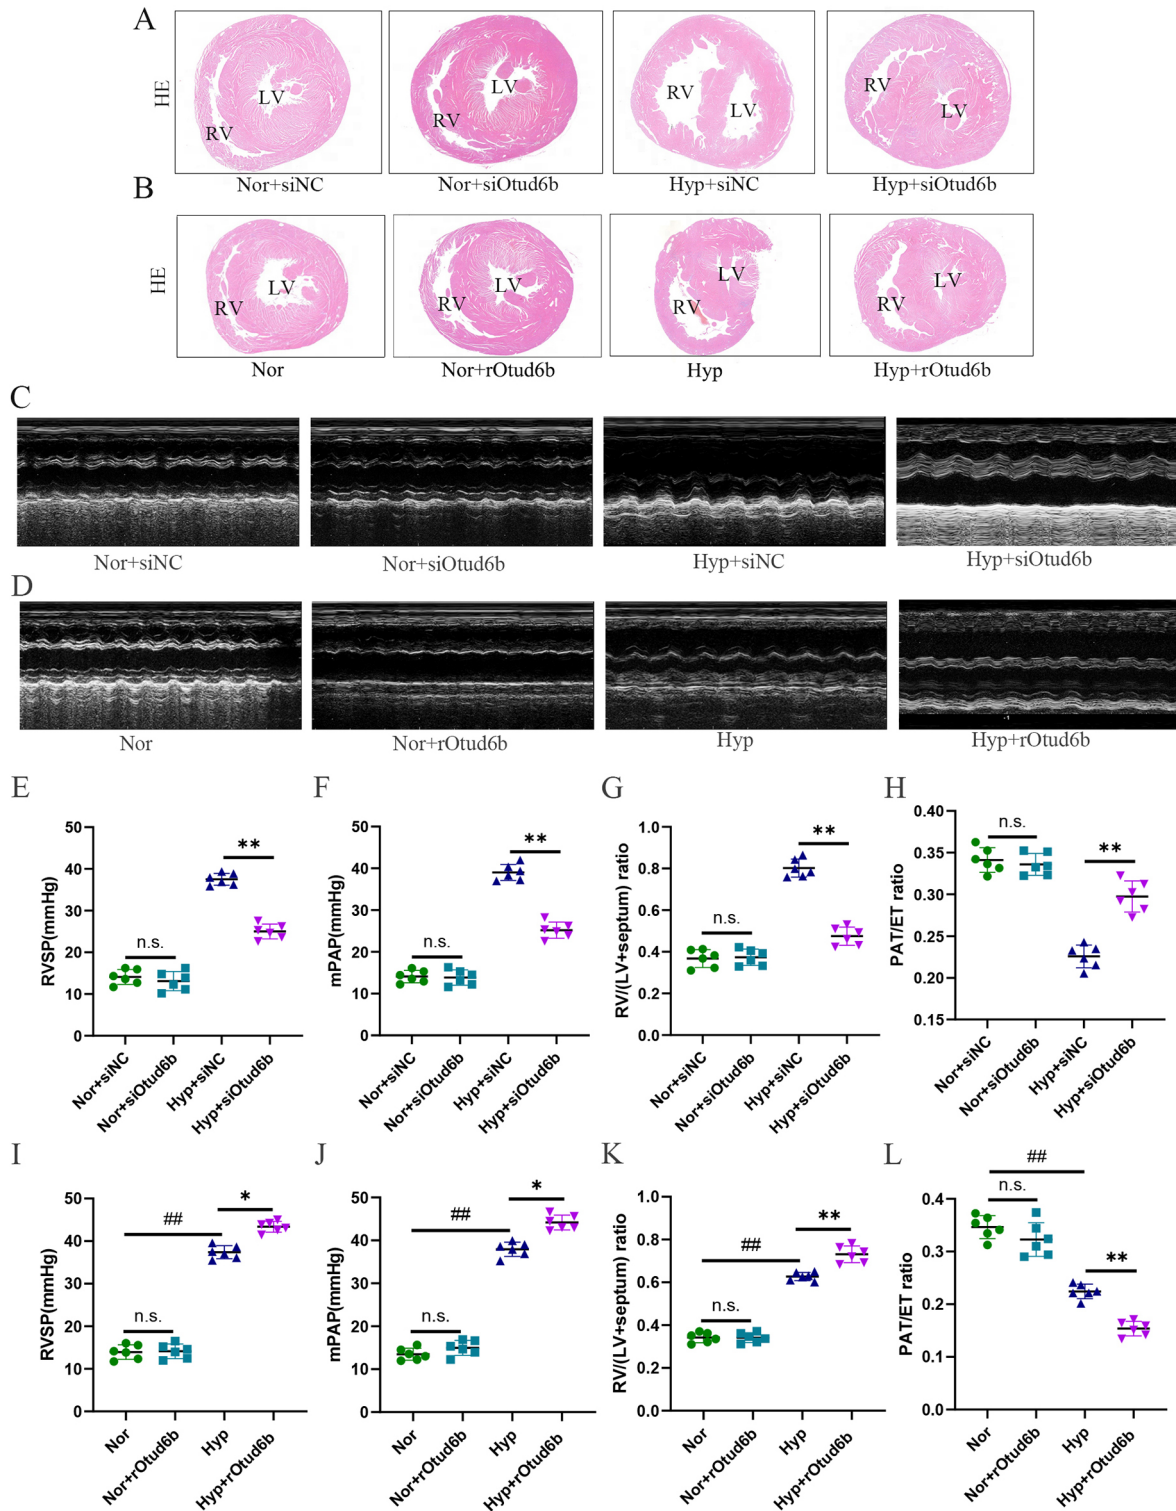 A
HE
LV
RV
LV
RV
RV
LV
RV
LV
Nor+siNC
Nor+siOtud6b
Hyp+siNC
Hyp+siOtud6b
B
HE
LV
RV
LV
RV
LV
RV
LV
RV
Nor
Nor+rOtud6b
Hyp
Hyp+rOtud6b
C
Nor+siNC
Nor+siOtud6b
Hyp+siNC
Hyp+siOtud6b
D
Nor
Nor+rOtud6b
Hyp
Hyp+rOtud6b
E
RVSP(mmHg)
50
40
30
20
10
0
n.s.
**
Nor+siNC
Nor+siOtud6b
Hyp+siNC
Hyp+siOtud6b
F
mPAP(mmHg)
50
40
30
20
10
0
n.s.
**
Nor+siNC
Nor+siOtud6b
Hyp+siNC
Hyp+siOtud6b
G
RV/(LV+septum) ratio
1.0
0.8
0.6
0.4
0.2
0.0
n.s.
**
Nor+siNC
Nor+siOtud6b
Hyp+siNC
Hyp+siOtud6b
H
PAT/ET ratio
0.40
0.35
0.30
0.25
0.20
0.15
n.s.
**
Nor+siNC
Nor+siOtud6b
Hyp+siNC
Hyp+siOtud6b
I
RVSP(mmHg)
50
40
30
20
10
0
n.s.
##
*
Nor
Nor+rOtud6b
Hyp
Hyp+rOtud6b
J
mPAP(mmHg)
50
40
30
20
10
0
n.s.
##
*
Nor
Nor+rOtud6b
Hyp
Hyp+rOtud6b
K
RV/(LV+septum) ratio
1.0
0.8
0.6
0.4
0.2
0.0
n.s.
##
**
Nor
Nor+rOtud6b
Hyp
Hyp+rOtud6b
L
PAT/ET ratio
0.4
0.3
0.2
0.1
0.0
##
n.s.
**
Nor
Nor+rOtud6b
Hyp
Hyp+rOtud6b